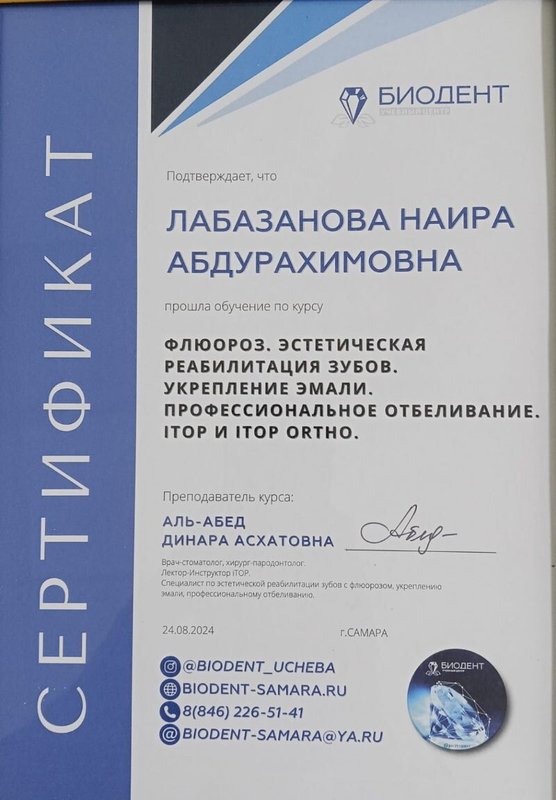 СЕРТИФИКАТ
БИОДЕНТ
УЧЕБНЫЙ ЦЕНТР
Подтверждает, что
ЛАБАЗАНОВА НАИРА
АБДУРАХИМОВНА
прошла обучение по курсу
ФЛЮОРОЗ. ЭСТЕТИЧЕСКАЯ
РЕАБИЛИТАЦИЯ ЗУБОВ.
УКРЕПЛЕНИЕ ЭМАЛИ.
ПРОФЕССИОНАЛЬНОЕ ОТБЕЛИВАНИЕ.
ITOP И ITOP ORTHO.
Преподаватель курса:
АЛЬ-АБЕД
ДИНАРА АСХАТОВНА
Врач-стоматолог, хирург-пародонтолог.
Лектор-Инструктор iTOP.
Специалист по эстетической реабилитации зубов с флюорозом, укреплению
эмали, профессиональному отбеливанию.
24.08.2024 г.САМАРА
@BIODENT_UCHEBA
BIODENT-SAMARA.RU
8(846) 226-51-41
BIODENT-SAMARA@YA.RU
БИОДЕНТ